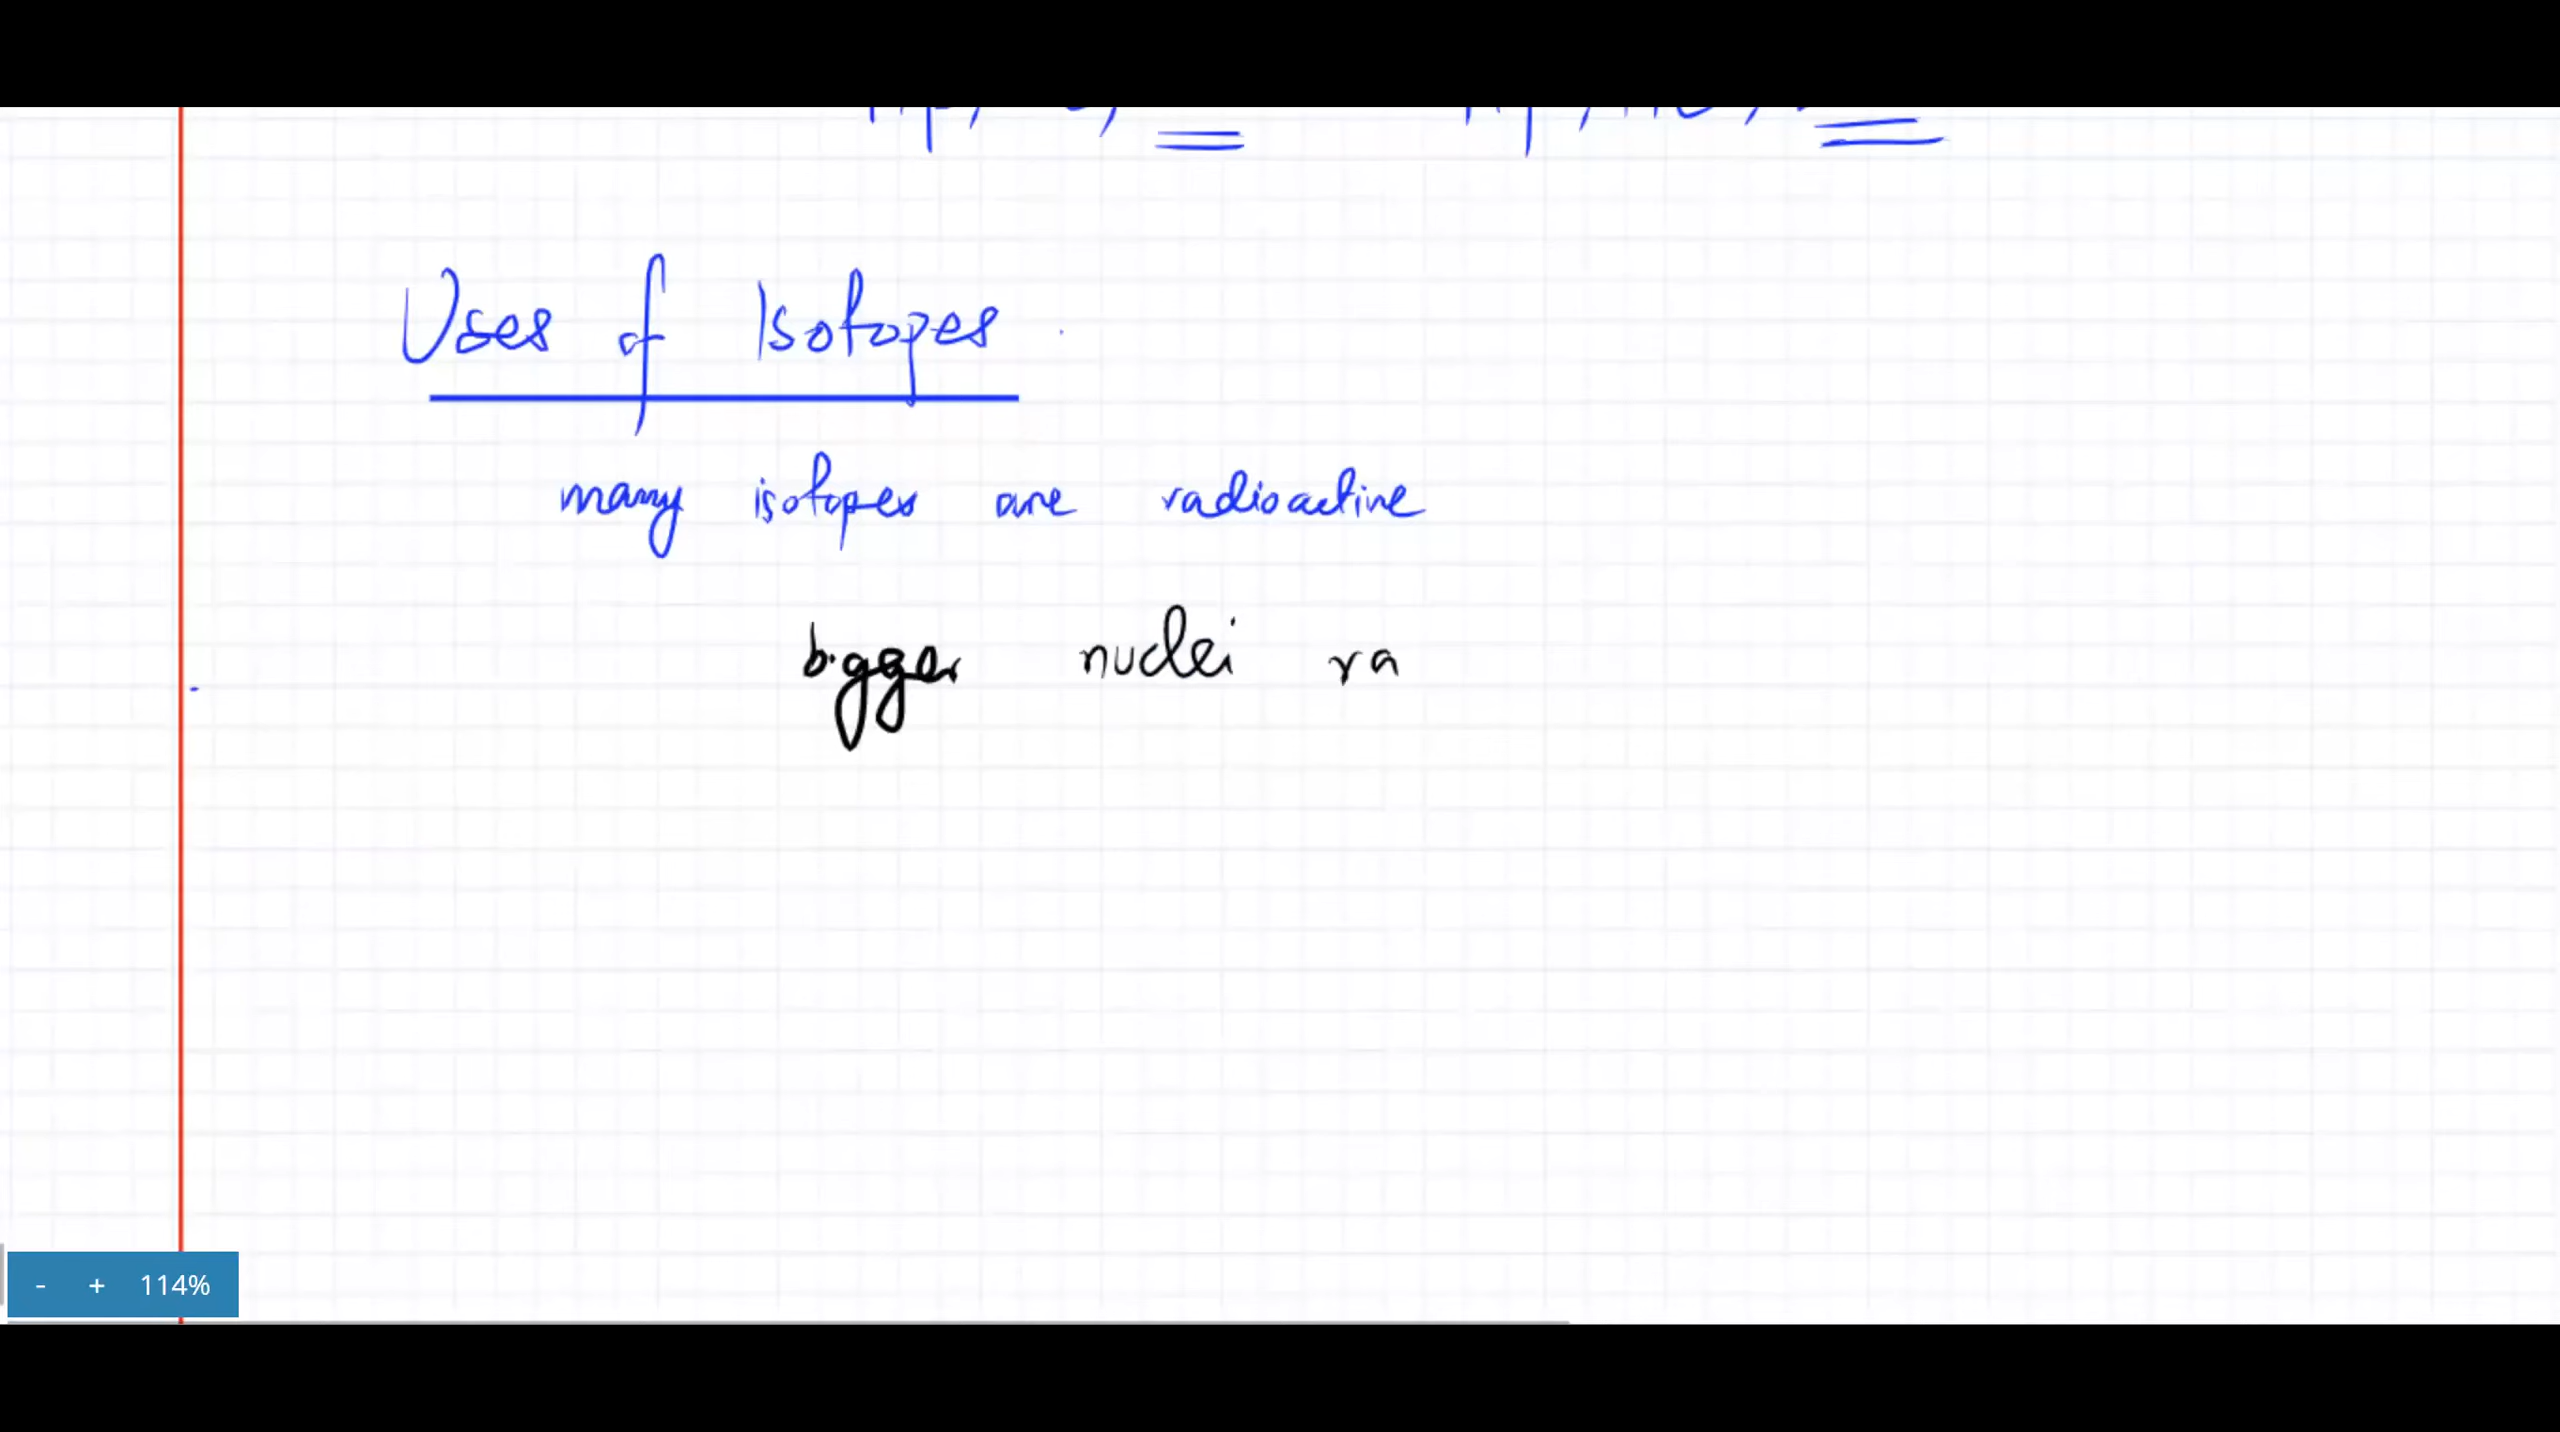 Uses of Isotopes
many isotopes are radioactive
bigger nuclei ra
- + 114%